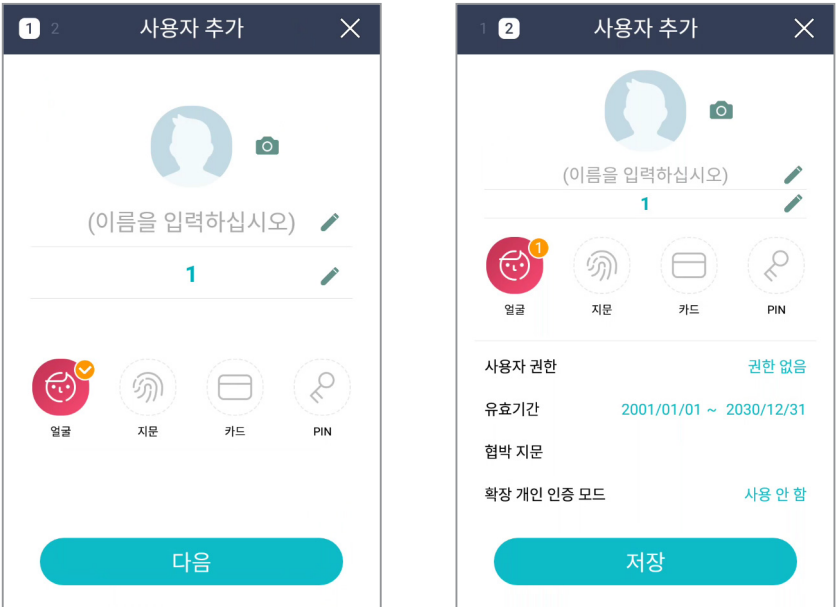 1 2 사용자 추가
(이름을 입력하십시오)
1
얼굴 지문 카드 PIN
다음
1 2 사용자 추가
(이름을 입력하십시오)
1
1
얼굴 지문 카드 PIN
사용자 권한 권한 없음
유효기간 2001/01/01 ~ 2030/12/31
협박 지문
확장 개인 인증 모드 사용 안 함
저장